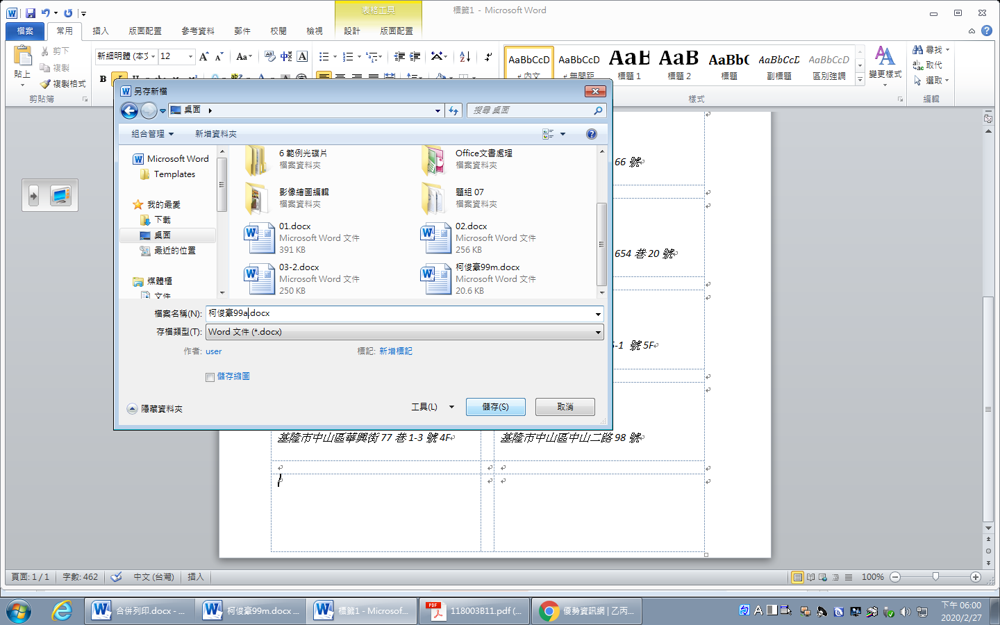 表格工具
標籤1 - Microsoft Word
檔案
常用
插入
版面配置
參考資料
郵件
校閱
檢視
設計
版面配置
貼上
剪下
複製
複製格式
剪貼簿
新細明體 (本文
12
AaBbCcD
內文
AaBbCcD
無間距
AaB
標題 1
AaB
標題 2
AaBb(
標題
AaBbCcD
副標題
AaBbCcD
區別強調
變更樣式
樣式
尋找
取代
選取
編輯
另存新檔
桌面
搜尋 桌面
組合管理
新增資料夾
Microsoft Word
Templates
我的最愛
下載
桌面
最近的位置
媒體櫃
文件
6 範例光碟片
檔案資料夾
Office文書處理
檔案資料夾
影像繪圖編輯
檔案資料夾
題組 07
檔案資料夾
01.docx
Microsoft Word 文件
391 KB
02.docx
Microsoft Word 文件
256 KB
03-2.docx
Microsoft Word 文件
250 KB
柯俊豪99m.docx
Microsoft Word 文件
20.6 KB
檔案名稱(N):
柯俊豪99a.docx
存檔類型(T):
Word 文件 (*.docx)
作者: user
標記: 新增標記
儲存縮圖
隱藏資料夾
工具(L)
儲存(S)
取消
66 號
654 巷 20 號
-1 號 5F
基隆市中山區華興街 77 巷 1-3 號 4F
基隆市中山區中山二路 98 號
頁面: 1 / 1
字數: 462
中文 (台灣)
插入
100%
合併列印.docx - ...
柯俊豪99m.docx ...
標籤1 - Microsof...
118003B11.pdf (...
優勢資訊網 | 乙丙...
下午 06:00
2020/2/27